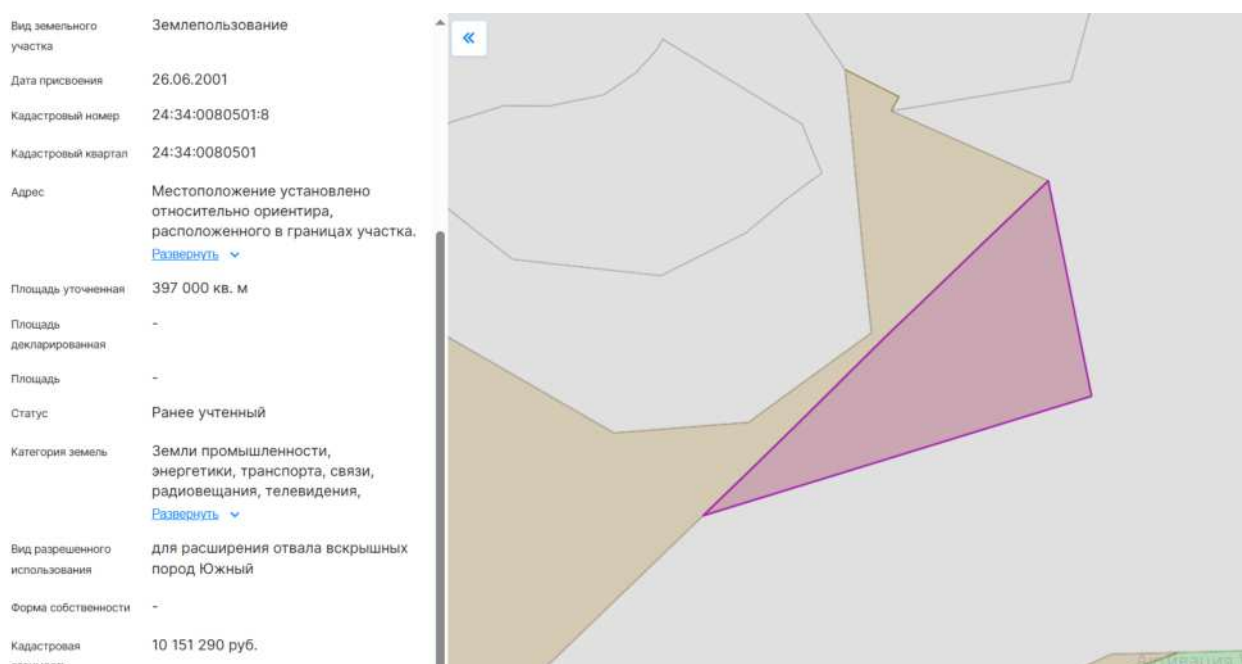 Вид земельного Землепользование
участка
Дата присвоения 26.06.2001
Кадастровый номер 24:34:0080501:8
Кадастровый квартал 24:34:0080501
Адрес Местоположение установлено
относительно ориентира,
расположенного в границах участка.
Развернуть
Площадь уточненная 397 000 кв. м
Площадь -
декларированная
Площадь -
Статус Ранее учтенный
Категория земель Земли промышленности,
энергетики, транспорта, связи,
радиовещания, телевидения,
Развернуть
Вид разрешенного для расширения отвала вскрышных
использования пород Южный
Форма собственности -
Кадастровая 10 151 290 руб.